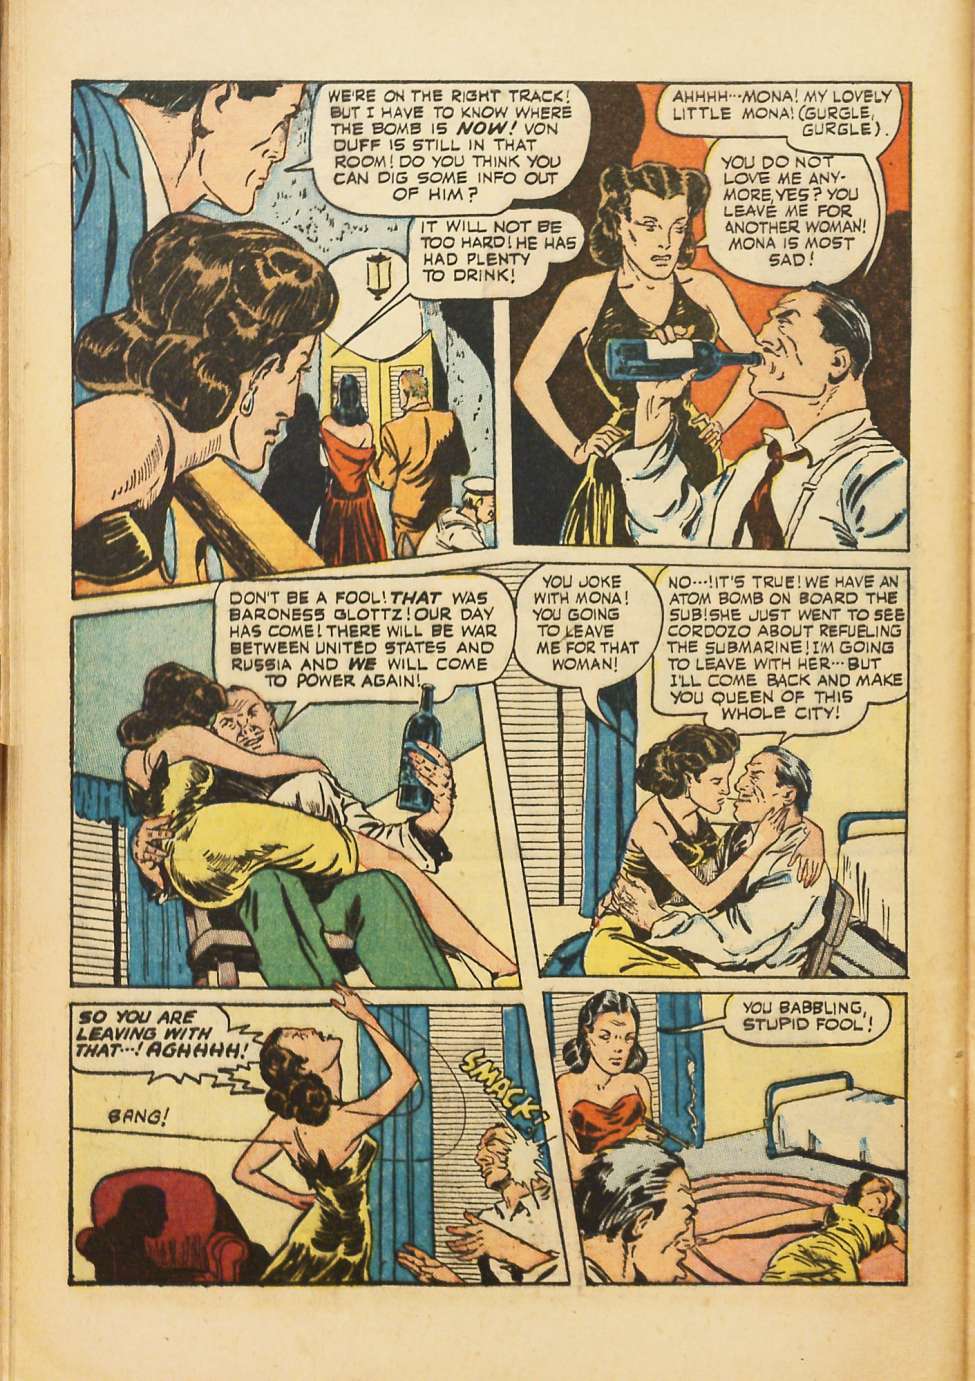 WE'RE ON THE RIGHT TRACK!
BUT I HAVE TO KNOW WHERE
THE BOMB IS NOW! VON
DUFF IS STILL IN THAT
ROOM! DO YOU THINK YOU
CAN DIG SOME INFO OUT
OF HIM?
IT WILL NOT BE
TOO HARD! HE HAS
HAD PLENTY
TO DRINK!
AHHHH---MONA! MY LOVELY
LITTLE MONA! (GURGLE,
GURGLE).
YOU DO NOT
LOVE ME ANY-
MORE, YES? YOU
LEAVE ME FOR
ANOTHER WOMAN!
MONA IS MOST
SAD!
DON'T BE A FOOL! THAT WAS
BARONESS GLOTTZ! OUR DAY
HAS COME! THERE WILL BE WAR
BETWEEN UNITED STATES AND
RUSSIA AND WE WILL COME
TO POWER AGAIN!
YOU JOKE
WITH MONA!
YOU GOING
TO LEAVE
ME FOR THAT
WOMAN!
NO---! IT'S TRUE! WE HAVE AN
ATOM BOMB ON BOARD THE
SUB! SHE JUST WENT TO SEE
CORDOZO ABOUT REFUELING
THE SUBMARINE! I'M GOING
TO LEAVE WITH HER---BUT
I'LL COME BACK AND MAKE
YOU QUEEN OF THIS
WHOLE CITY!
SO YOU ARE
LEAVING WITH
THAT---! AGHHHHH!
BANG!
SMACK!
YOU BABBLING,
STUPID FOOL!